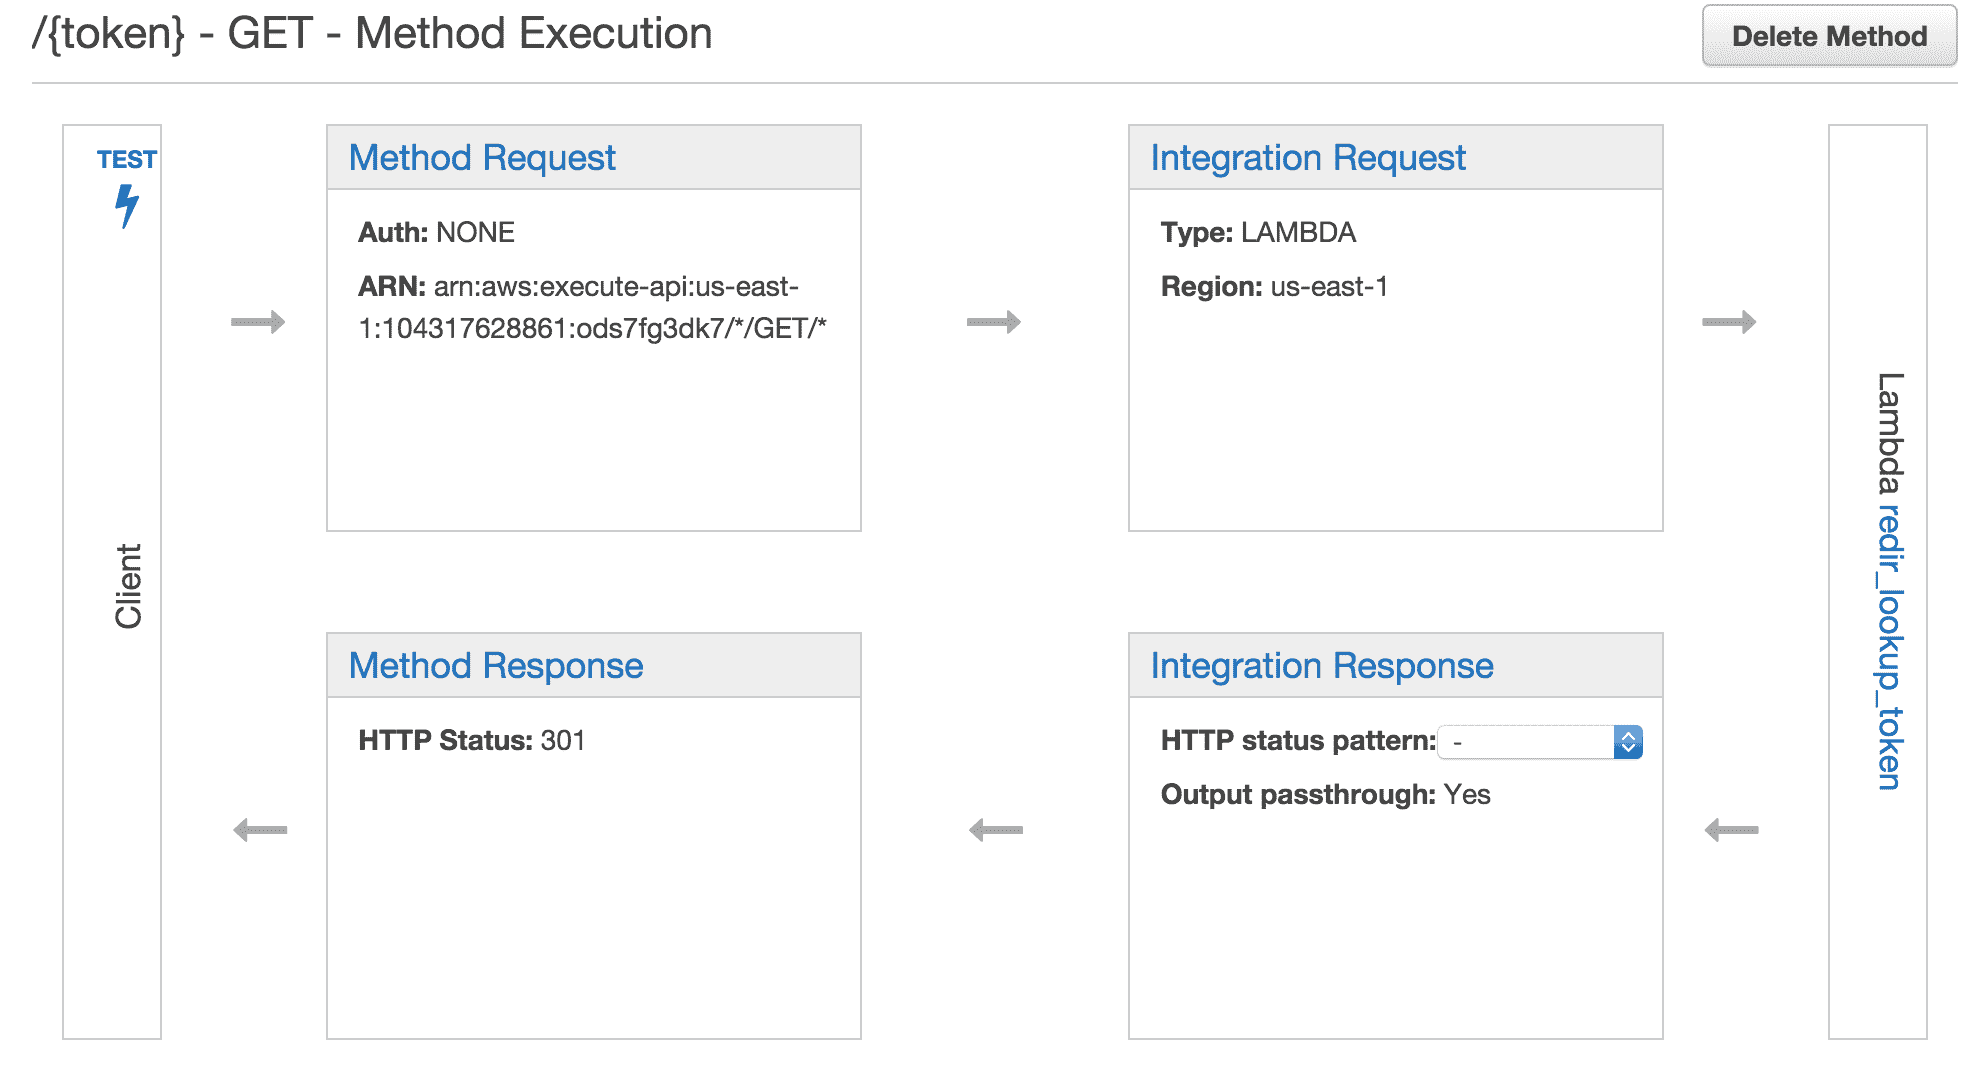 /{token} - GET - Method Execution
Delete Method
TEST
Client
Method Request
Auth: NONE
ARN: arn:aws:execute-api:us-east-
1:104317628861:ods7fg3dk7/*/GET/*
Integration Request
Type: LAMBDA
Region: us-east-1
Lambda redir_lookup_token
Method Response
HTTP Status: 301
Integration Response
HTTP status pattern: -
Output passthrough: Yes